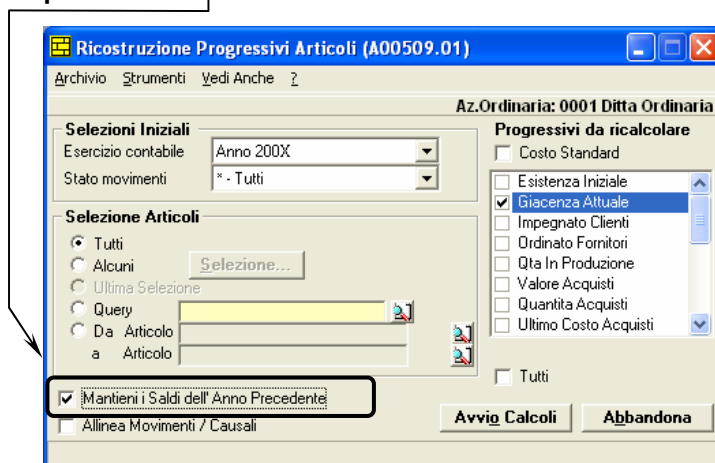 Ricostruzione Progressivi Articoli (A00509.01)
Archivio Strumenti Vedi Anche ?
Az.Ordinaria: 0001 Ditta Ordinaria
Selezioni Iniziali
Esercizio contabile Anno 200X
Stato movimenti * - Tutti
Selezione Articoli
Tutti
Alcuni Selezione...
Ultima Selezione
Query
Da Articolo
a Articolo
Mantieni i Saldi dell' Anno Precedente
Allinea Movimenti / Causali
Progressivi da ricalcolare
Costo Standard
Esistenza Iniziale
Giacenza Attuale
Impegnato Clienti
Ordinato Fornitori
Qta In Produzione
Valore Acquisti
Quantita Acquisti
Ultimo Costo Acquisti
Tutti
Avvio Calcoli Abbandona